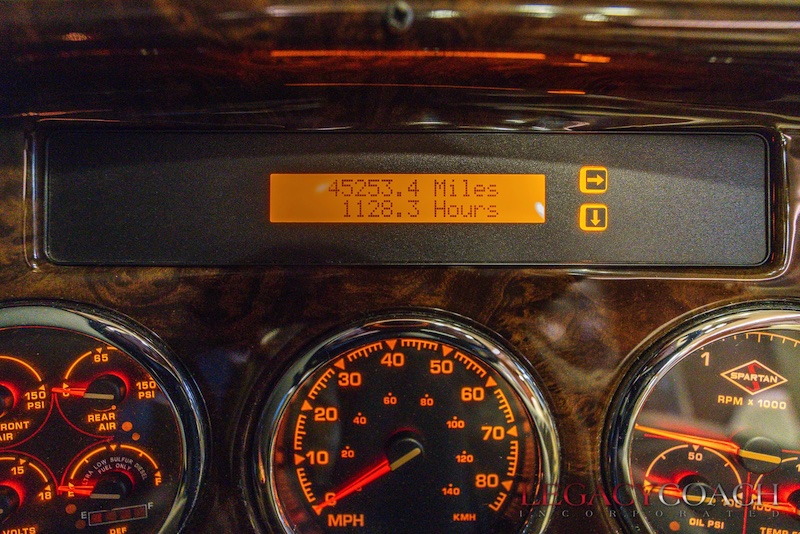 45253.4 Miles
1128.3 Hours
65
150
PSI
150
PSI
FRONT
AIR
REAR
AIR
15
18
VOLTS
ULTRA LOW SULFUR DIESEL
FUEL ONLY
E
F
E
F
DEF
0
10
20
30
40
50
60
70
80
20
40
60
80
100
120
140
MPH
KMH
1
SPARTAN
RPM x 1000
50
100
OIL PSI
TEMP
LEGACY COACH
INCORPORATED